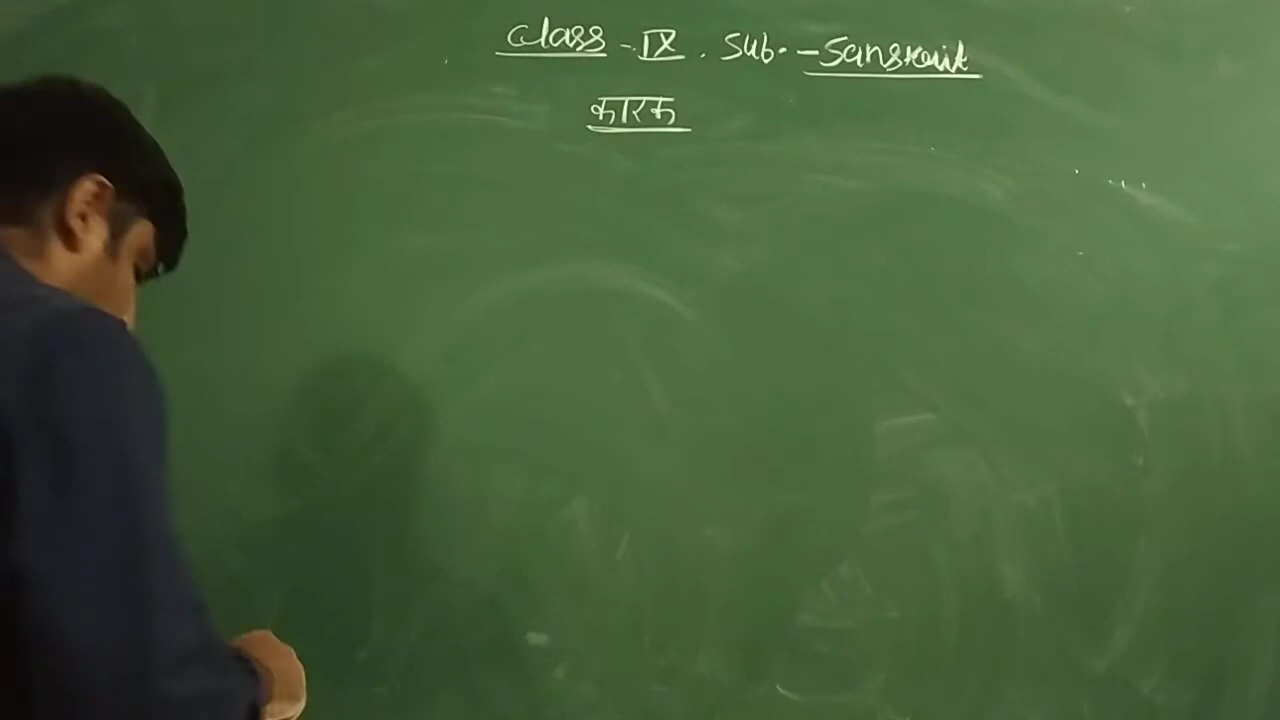 Class - IX . Sub. - Sanskrit
कारक